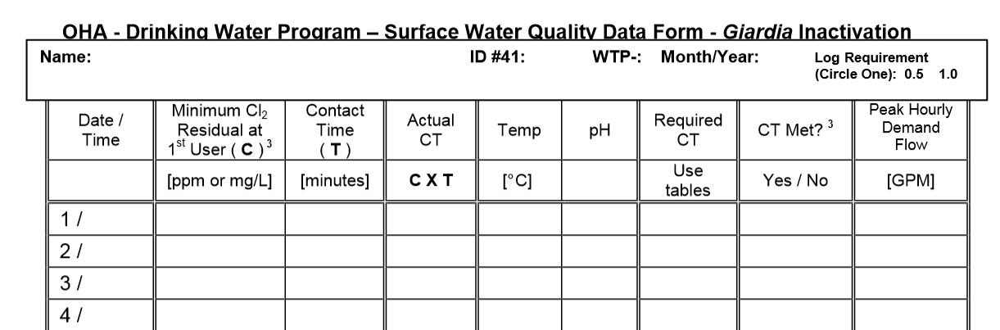 OHA - Drinking Water Program – Surface Water Quality Data Form - Giardia Inactivation
Name: ID #41: WTP-: Month/Year: Log Requirement
(Circle One): 0.5 1.0
Date /
Time
Minimum Cl₂
Residual at
1ˢᵗ User ( C )³
Contact
Time
( T )
Actual
CT
Temp
pH
Required
CT
CT Met? ³
Peak Hourly
Demand
Flow
[ppm or mg/L]
[minutes]
C X T
[°C]
Use
tables
Yes / No
[GPM]
1 /
2 /
3 /
4 /